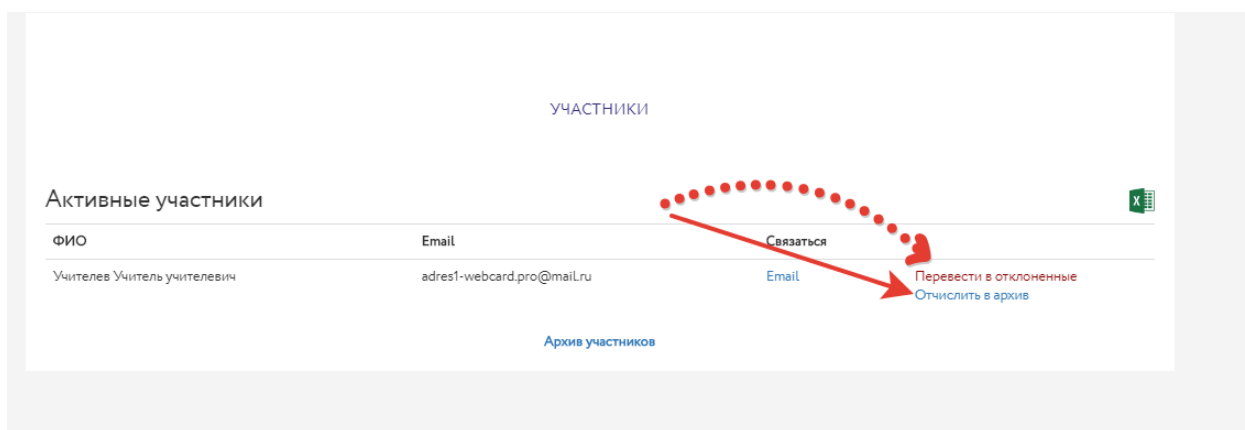 УЧАСТНИКИ
Активные участники
ФИО Email Связаться
Учителев Учитель учителевич adres1-webcard.pro@mail.ru Email Перевести в отклоненные
Отчислить в архив
Архив участников